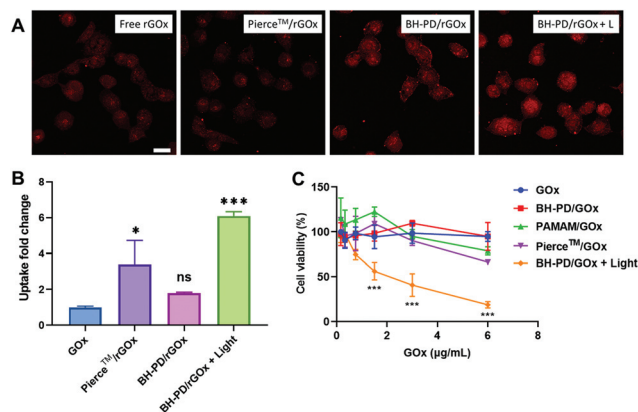 A
Free rGOx
Pierce™/rGOx
BH-PD/rGOx
BH-PD/rGOx + L
B
Uptake fold change
8
6
4
2
0
*
ns
***
GOx
Pierce™/rGOx
BH-PD/rGOx
BH-PD/rGOx + Light
C
Cell viability (%)
150
100
50
0
***
***
***
0
2
4
6
8
GOx (µg/mL)
GOx
BH-PD/GOx
PAMAM/GOx
Pierce™/GOx
BH-PD/GOx + Light